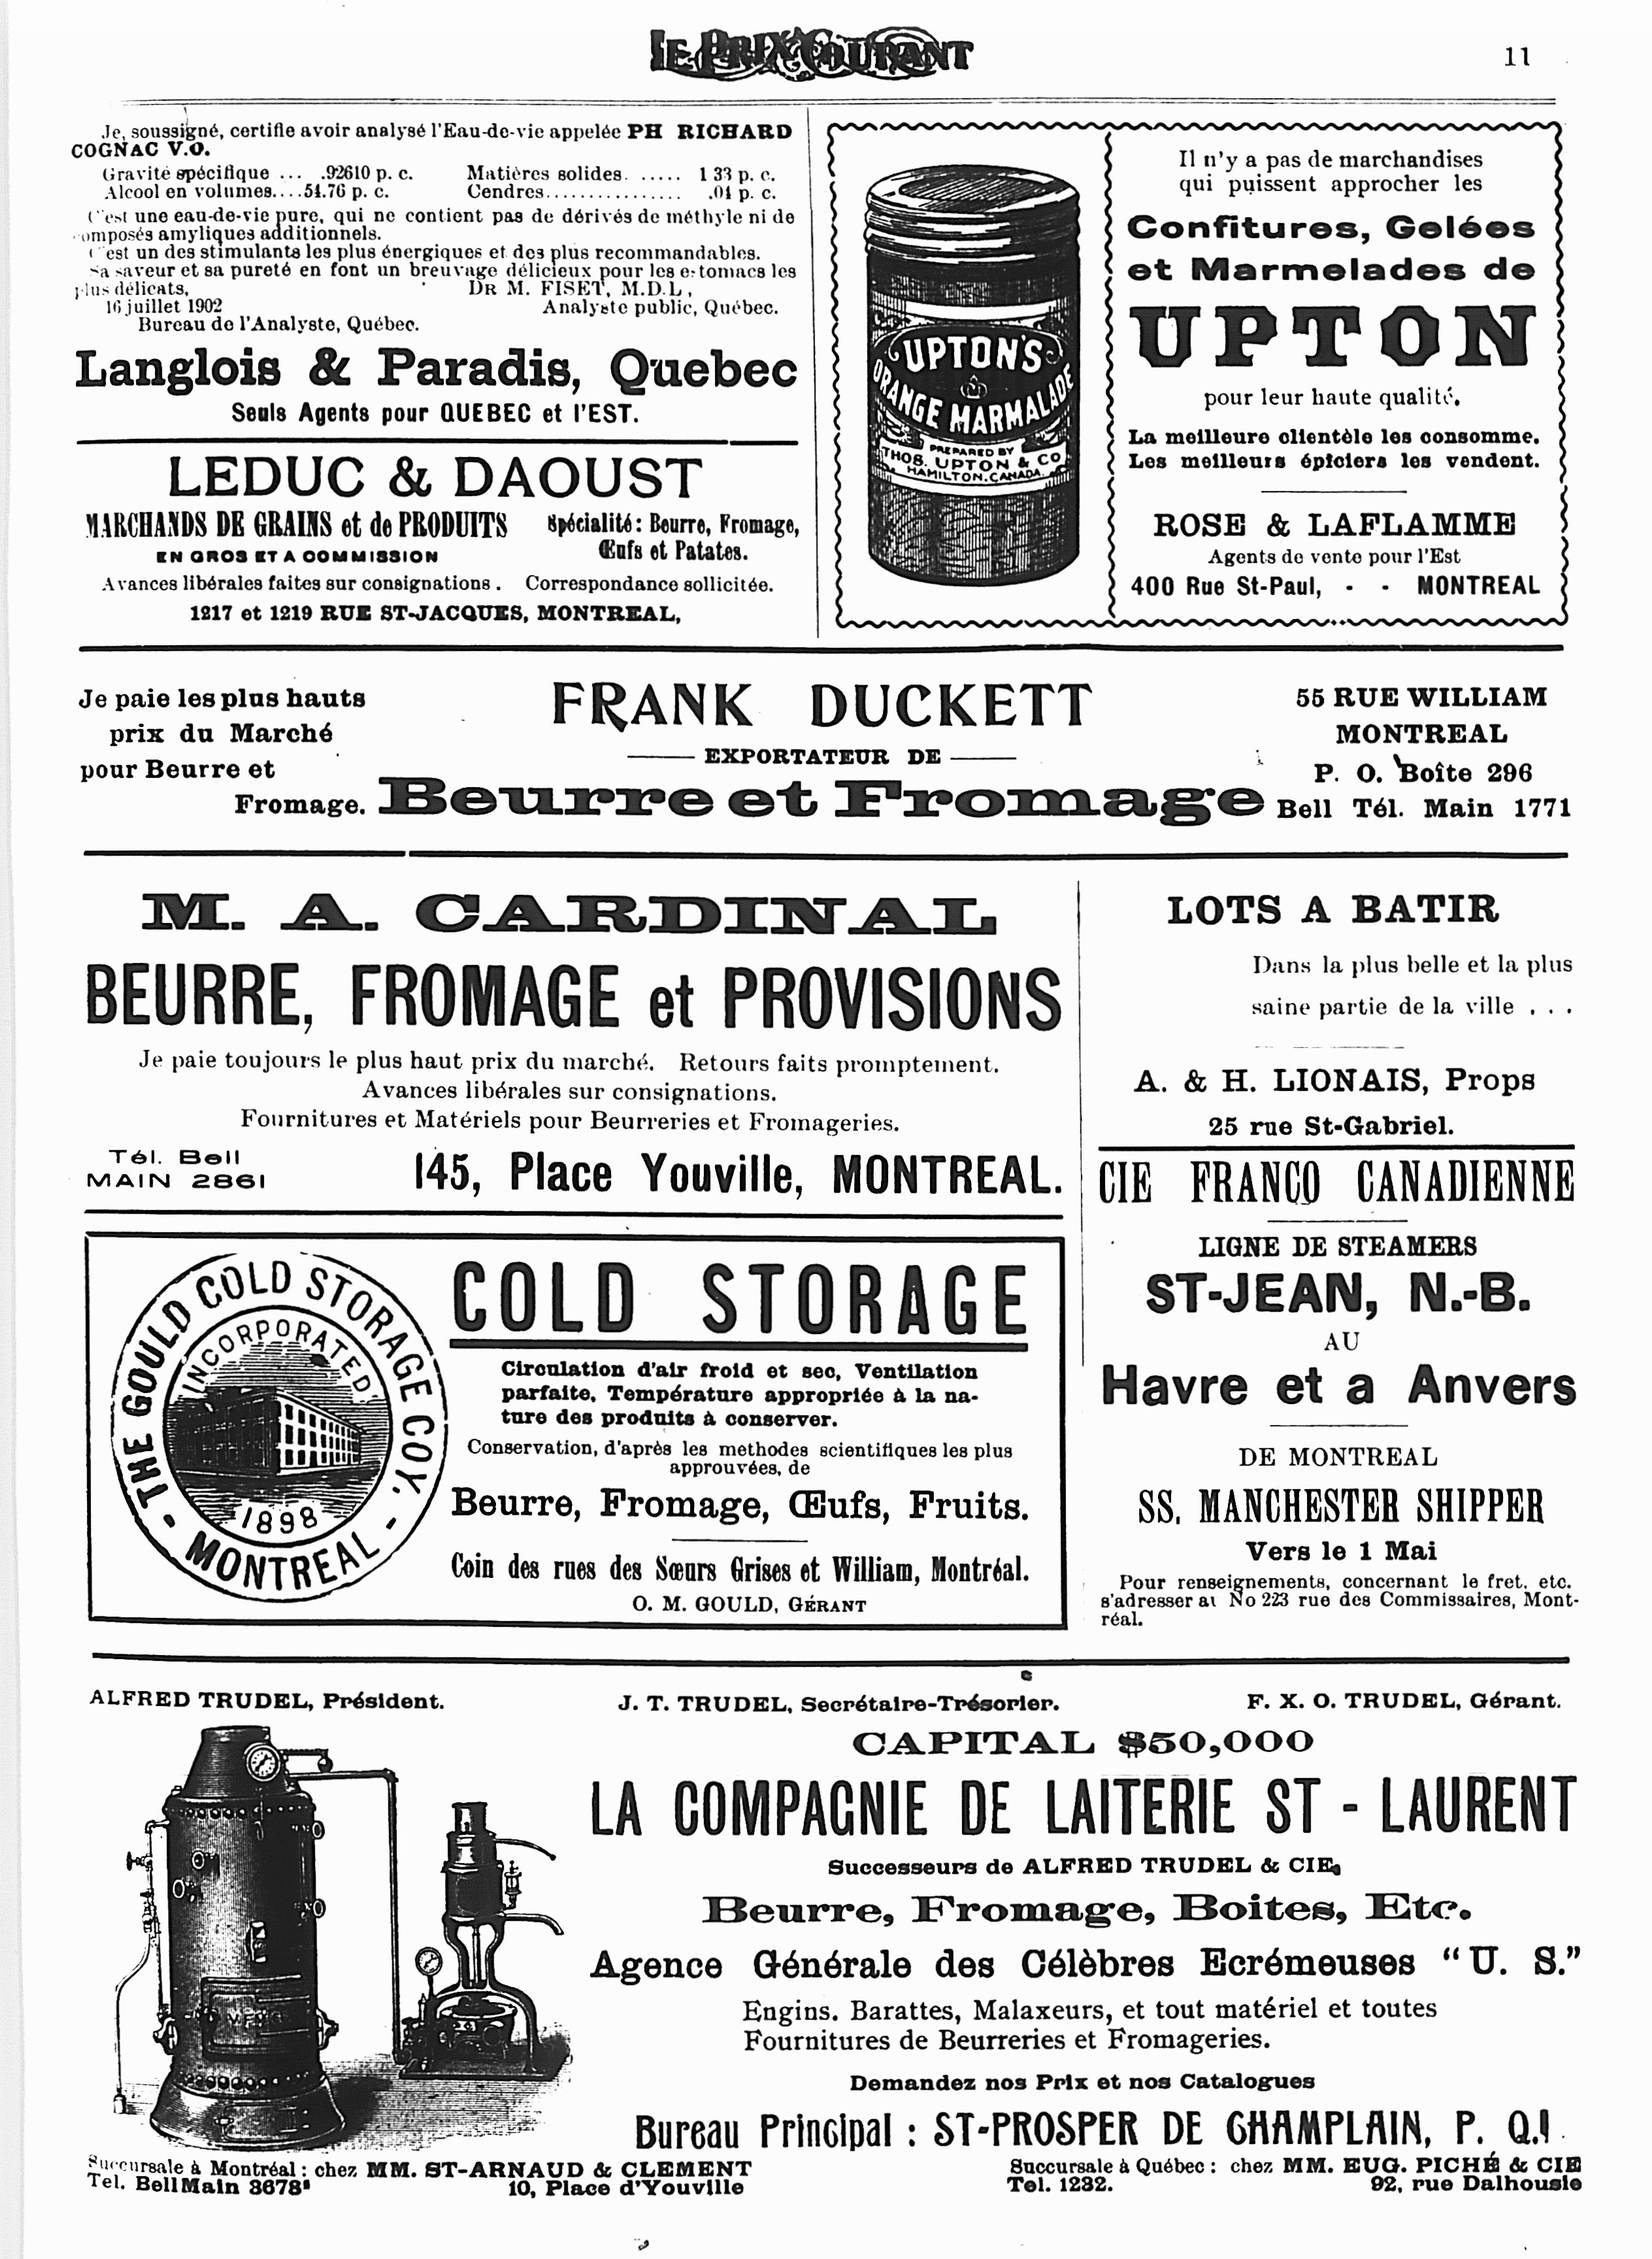 LE PRIX COURANT
11
Je, soussigné, certifie avoir analysé l'Eau-de-vie appelée PH RICHARD
COGNAC V.O.
Gravité spécifique ... .92610 p. c.
Matières solides. ..... 1 33 p. c.
Alcool en volumes....54.76 p. c.
Cendres................ .01 p. c.
C'est une eau-de-vie pure, qui ne contient pas de dérivés de méthyle ni de
composés amyliques additionnels.
C'est un des stimulants les plus énergiques et des plus recommandables.
Sa saveur et sa pureté en font un breuvage délicieux pour les estomacs les
plus délicats,
DR M. FISET, M.D.L,
16 juillet 1902
Analyste public, Québec.
Bureau de l'Analyste, Québec.
Langlois & Paradis, Quebec
Seuls Agents pour QUEBEC et l'EST.
LEDUC & DAOUST
MARCHANDS DE GRAINS et de PRODUITS
EN GROS ET A COMMISSION
Spécialité: Beurre, Fromage,
Œufs et Patates.
Avances libérales faites sur consignations. Correspondance sollicitée.
1217 et 1219 RUE ST-JACQUES, MONTREAL,
UPTON'S
ORANGE MARMALADE
PREPARED BY
THOS. UPTON & CO
HAMILTON, CANADA.
Il n'y a pas de marchandises
qui puissent approcher les
Confitures, Gelées
et Marmelades de
UPTON
pour leur haute qualité.
La meilleure clientèle les consomme.
Les meilleurs épiciers les vendent.
ROSE & LAFLAMME
Agents de vente pour l'Est
400 Rue St-Paul, - - MONTREAL
Je paie les plus hauts
prix du Marché
pour Beurre et
Fromage.
FRANK DUCKETT
EXPORTATEUR DE
Beurre et Fromage
55 RUE WILLIAM
MONTREAL
P. O. Boîte 296
Bell Tél. Main 1771
M. A. CARDINAL
BEURRE, FROMAGE et PROVISIONS
Je paie toujours le plus haut prix du marché. Retours faits promptement.
Avances libérales sur consignations.
Fournitures et Matériels pour Beurreries et Fromageries.
Tél. Bell
MAIN 2861
145, Place Youville, MONTREAL.
LOTS A BATIR
Dans la plus belle et la plus
saine partie de la ville . . .
A. & H. LIONAIS, Props
25 rue St-Gabriel.
CIE FRANCO CANADIENNE
LIGNE DE STEAMERS
ST-JEAN, N.-B.
AU
Havre et a Anvers
DE MONTREAL
SS. MANCHESTER SHIPPER
Vers le 1 Mai
Pour renseignements, concernant le fret, etc.
s'adresser au No 223 rue des Commissaires, Mont-
réal.
THE GOULD COLD STORAGE COY.
INCORPORATED
1898
- MONTREAL -
COLD STORAGE
Circulation d'air froid et sec, Ventilation
parfaite, Température appropriée à la na-
ture des produits à conserver.
Conservation, d'après les methodes scientifiques les plus
approuvées, de
Beurre, Fromage, Œufs, Fruits.
Coin des rues des Sœurs Grises et William, Montréal.
O. M. GOULD, GÉRANT
ALFRED TRUDEL, Président.
J. T. TRUDEL, Secrétaire-Trésorier.
F. X. O. TRUDEL, Gérant.
CAPITAL $50,000
LA COMPAGNIE DE LAITERIE ST - LAURENT
Successeurs de ALFRED TRUDEL & CIE,
Beurre, Fromage, Boites, Etc.
Agence Générale des Célèbres Ecrémeuses "U. S."
Engins. Barattes, Malaxeurs, et tout matériel et toutes
Fournitures de Beurreries et Fromageries.
Demandez nos Prix et nos Catalogues
Bureau Principal : ST-PROSPER DE CHAMPLAIN, P. Q.
Succursale à Montréal : chez MM. ST-ARNAUD & CLEMENT
Tel. Bell Main 3678
10, Place d'Youville
Succursale à Québec : chez MM. EUG. PICHÉ & CIE
Tel. 1232.
92, rue Dalhousie